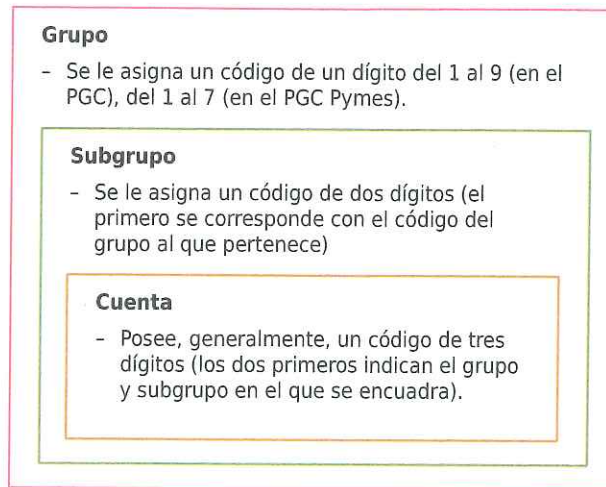 Grupo
– Se le asigna un código de un dígito del 1 al 9 (en el
PGC), del 1 al 7 (en el PGC Pymes).
Subgrupo
– Se le asigna un código de dos dígitos (el
primero se corresponde con el código del
grupo al que pertenece)
Cuenta
– Posee, generalmente, un código de tres
dígitos (los dos primeros indican el grupo
y subgrupo en el que se encuadra).